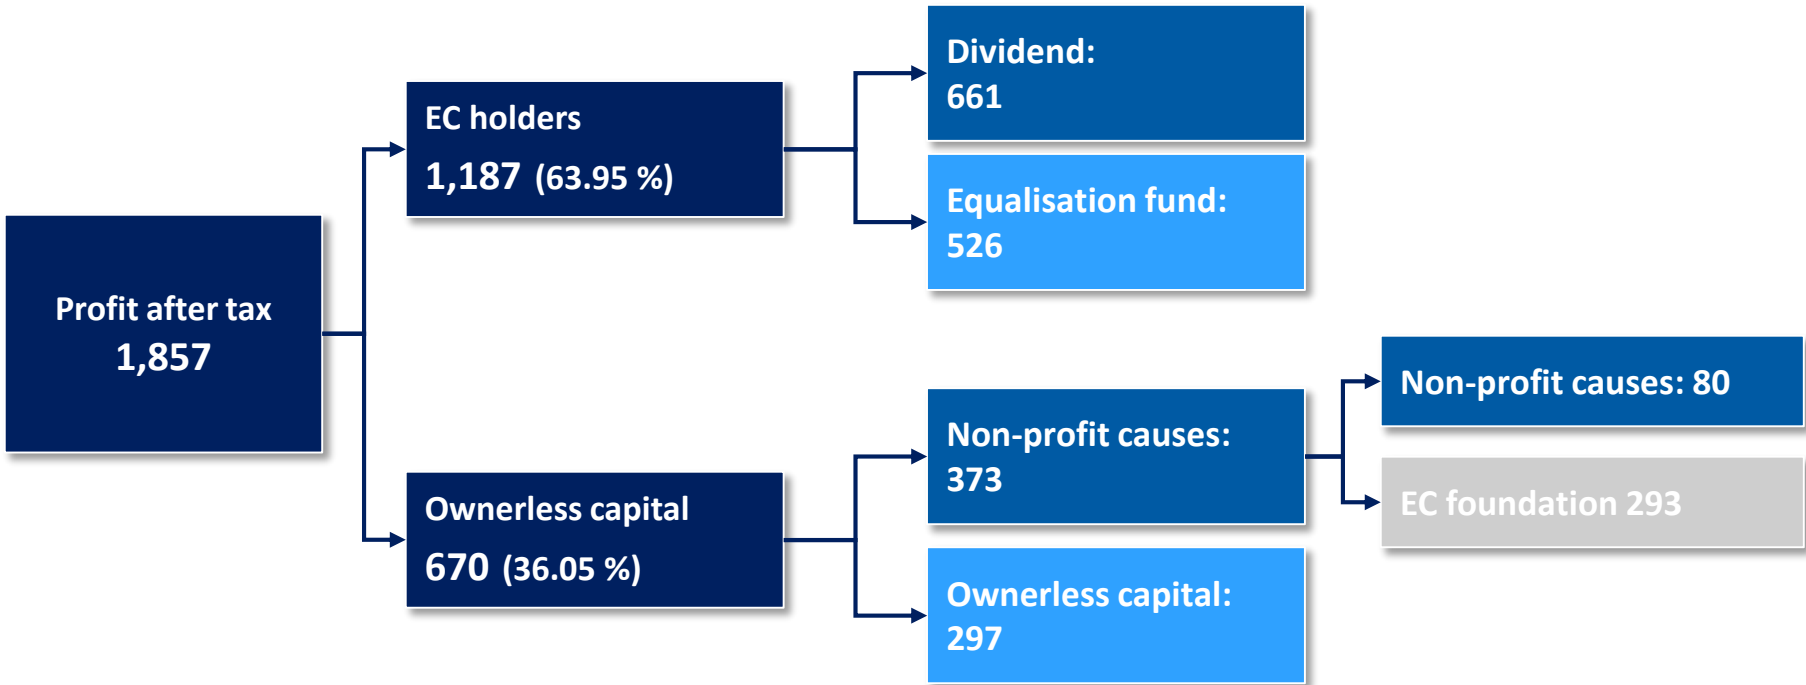 Profit after tax
1,857
EC holders
1,187 (63.95 %)
Ownerless capital
670 (36.05 %)
Dividend:
661
Equalisation fund:
526
Non-profit causes:
373
Ownerless capital:
297
Non-profit causes: 80
EC foundation 293